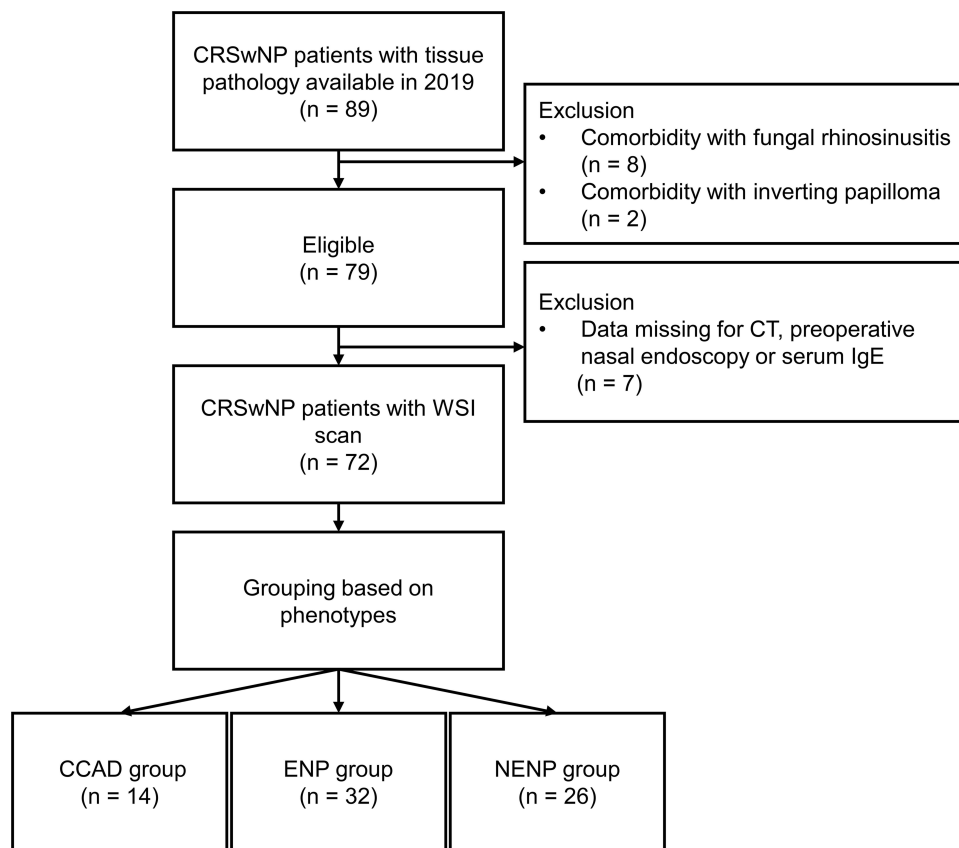 CRSwNP patients with tissue
pathology available in 2019
(n = 89)
Exclusion
• Comorbidity with fungal rhinosinusitis
(n = 8)
• Comorbidity with inverting papilloma
(n = 2)
Eligible
(n = 79)
Exclusion
• Data missing for CT, preoperative
nasal endoscopy or serum IgE
(n = 7)
CRSwNP patients with WSI
scan
(n = 72)
Grouping based on
phenotypes
CCAD group
(n = 14)
ENP group
(n = 32)
NENP group
(n = 26)